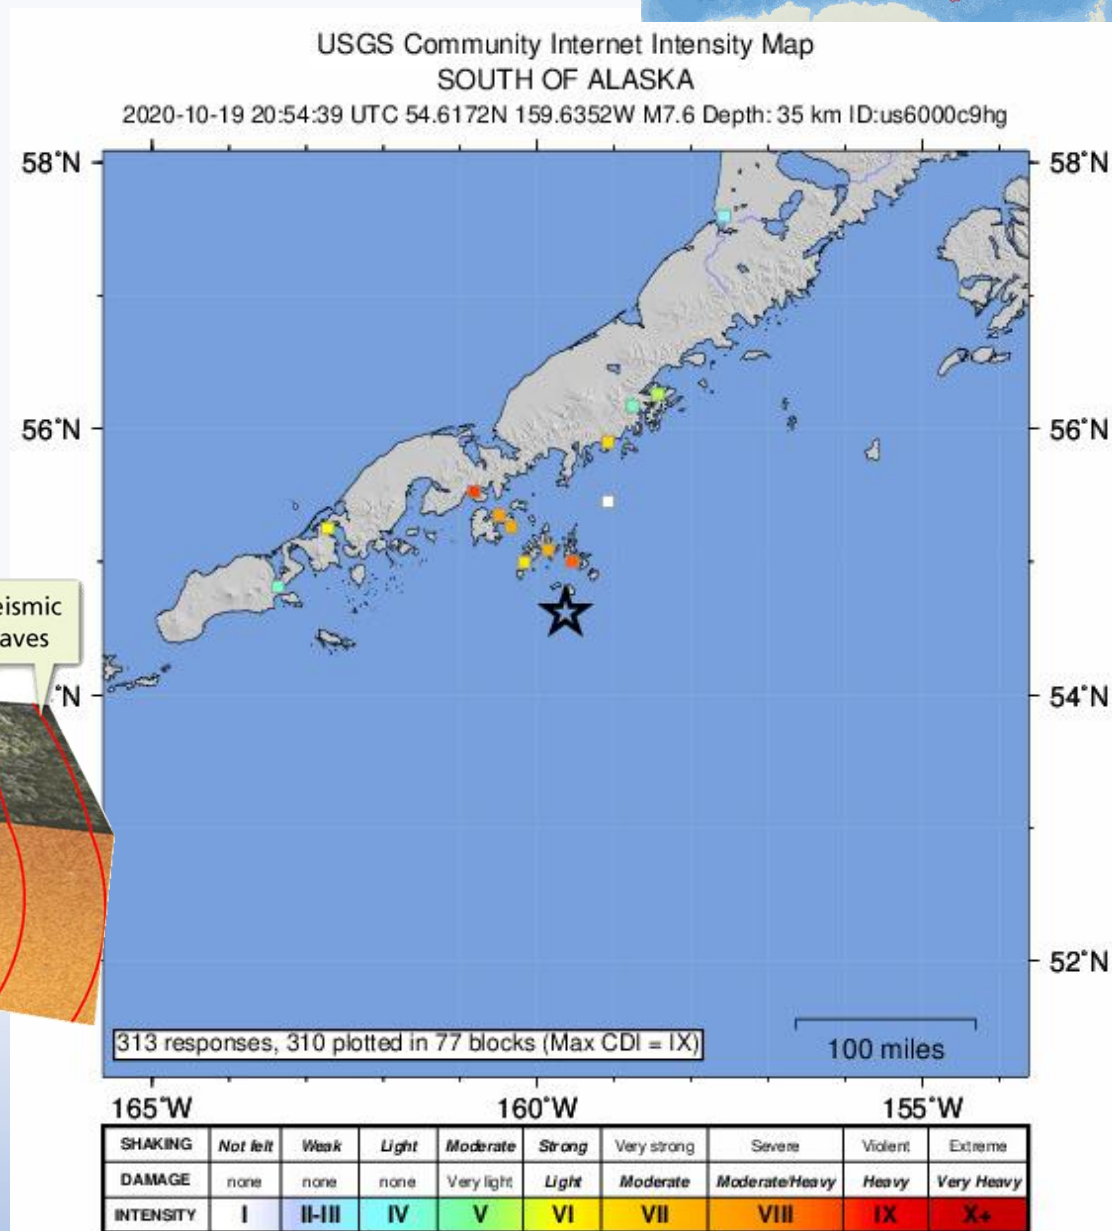 USGS Community Internet Intensity Map
SOUTH OF ALASKA
2020-10-19 20:54:39 UTC 54.6172N 159.6352W M7.6 Depth: 35 km ID:us6000c9hg
58°N 58°N
56°N 56°N
eismic
aves
°N 54°N
52°N
313 responses, 310 plotted in 77 blocks (Max CDI = IX)
100 miles
165°W 160°W 155°W
SHAKING Not felt Weak Light Moderate Strong Very strong Severe Violent Extreme
DAMAGE none none none Very light Light Moderate Moderate/Heavy Heavy Very Heavy
INTENSITY I II-III IV V VI VII VIII IX X+